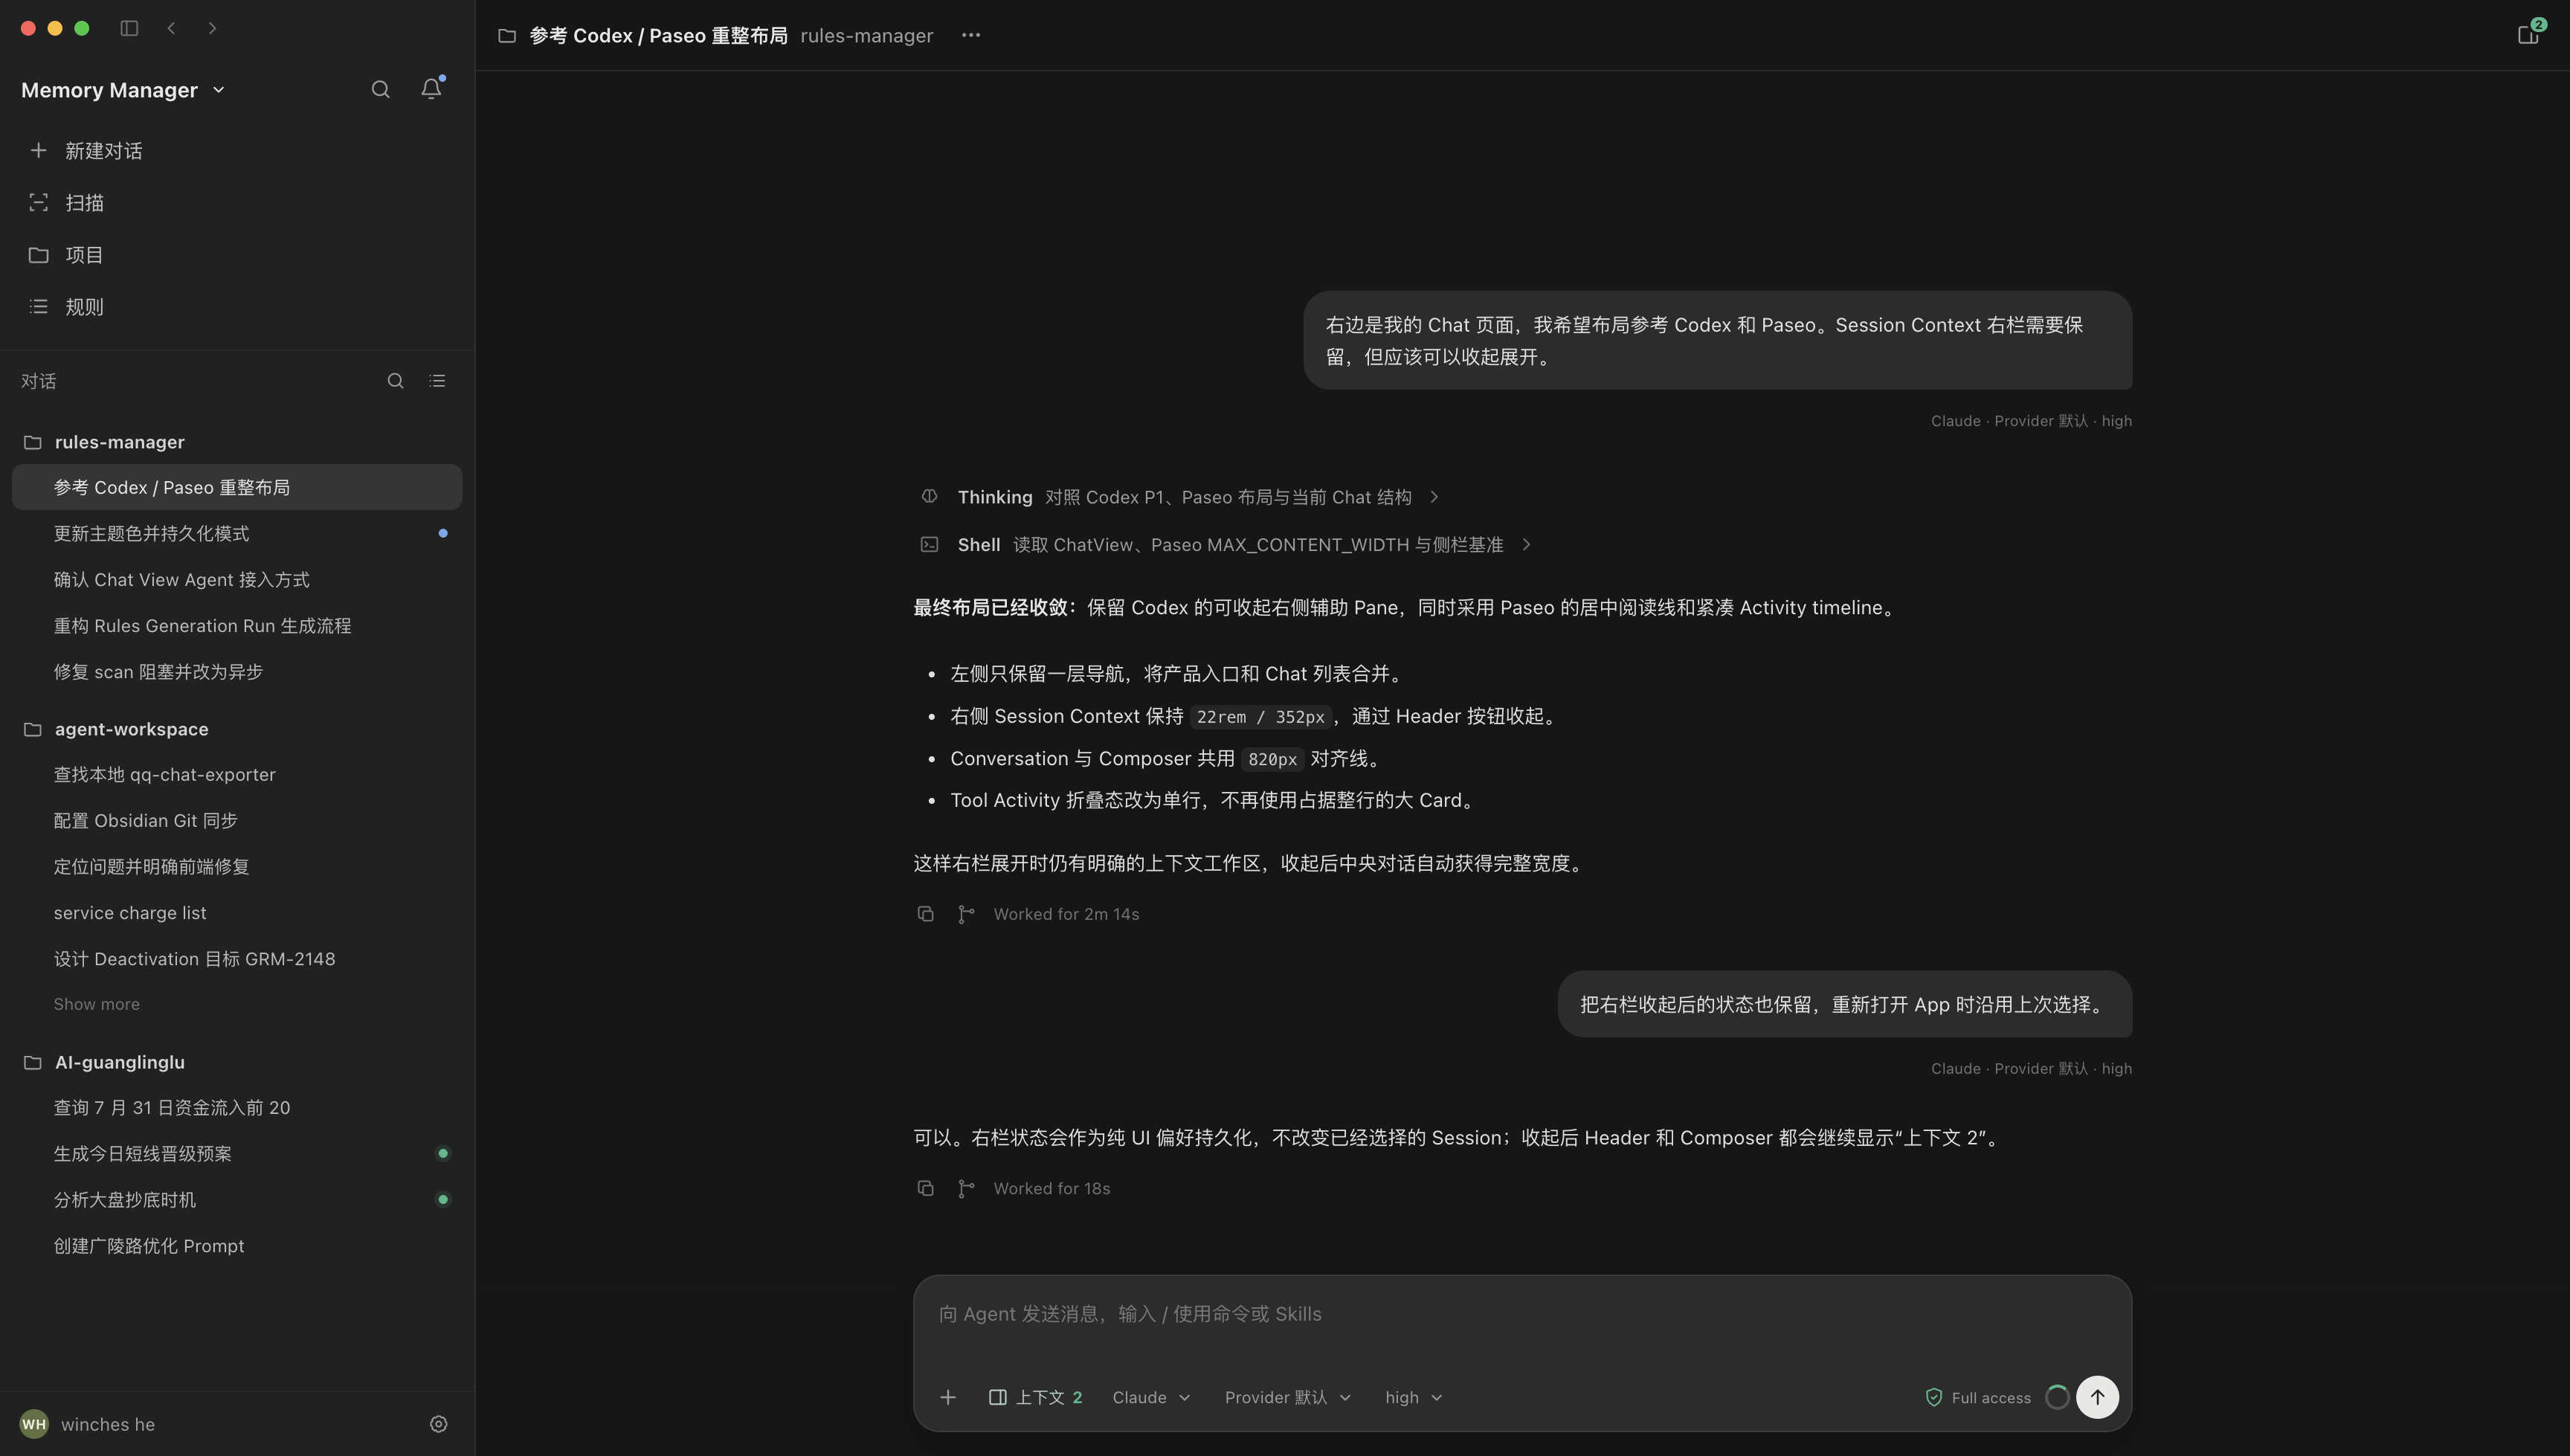 Memory Manager
新建对话
扫描
项目
规则
对话
rules-manager
参考 Codex / Paseo 重整布局
更新主题色并持久化模式
确认 Chat View Agent 接入方式
重构 Rules Generation Run 生成流程
修复 scan 阻塞并改为异步
agent-workspace
查找本地 qq-chat-exporter
配置 Obsidian Git 同步
定位问题并明确前端修复
service charge list
设计 Deactivation 目标 GRM-2148
Show more
AI-guanglinglu
查询 7 月 31 日资金流入前 20
生成今日短线晋级预案
分析大盘抄底时机
创建广陵路优化 Prompt
WH winches he
参考 Codex / Paseo 重整布局 rules-manager
2
右边是我的 Chat 页面，我希望布局参考 Codex 和 Paseo。Session Context 右栏需要保
留，但应该可以收起展开。
Claude · Provider 默认 · high
Thinking 对照 Codex P1、Paseo 布局与当前 Chat 结构
Shell 读取 ChatView、Paseo MAX_CONTENT_WIDTH 与侧栏基准
最终布局已经收敛：保留 Codex 的可收起右侧辅助 Pane，同时采用 Paseo 的居中阅读线和紧凑 Activity timeline。
• 左侧只保留一层导航，将产品入口和 Chat 列表合并。
• 右侧 Session Context 保持 22rem / 352px，通过 Header 按钮收起。
• Conversation 与 Composer 共用 820px 对齐线。
• Tool Activity 折叠态改为单行，不再使用占据整行的大 Card。
这样右栏展开时仍有明确的上下文工作区，收起后中央对话自动获得完整宽度。
Worked for 2m 14s
把右栏收起后的状态也保留，重新打开 App 时沿用上次选择。
Claude · Provider 默认 · high
可以。右栏状态会作为纯 UI 偏好持久化，不改变已经选择的 Session；收起后 Header 和 Composer 都会继续显示“上下文 2”。
Worked for 18s
向 Agent 发送消息，输入 / 使用命令或 Skills
上下文 2 Claude Provider 默认 high Full access